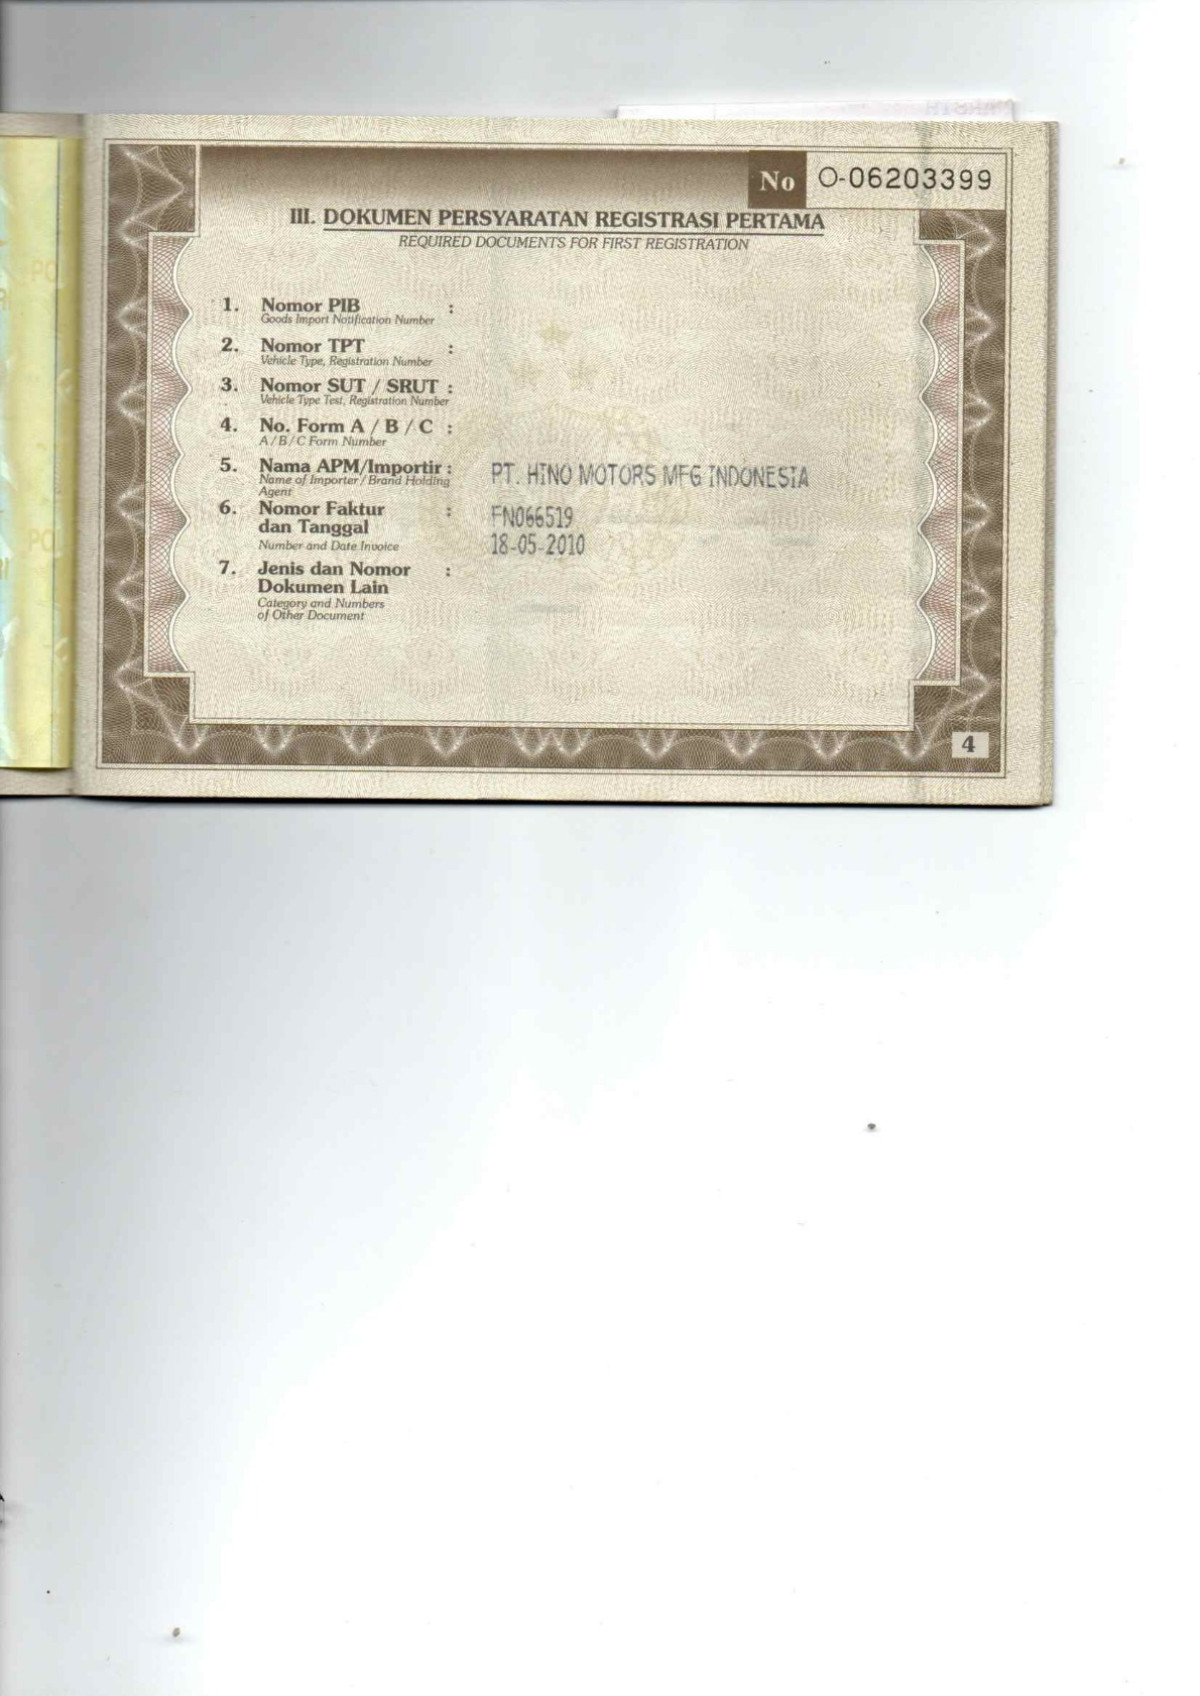 No O-06203399
III. DOKUMEN PERSYARATAN REGISTRASI PERTAMA
REQUIRED DOCUMENTS FOR FIRST REGISTRATION
1. Nomor PIB :
Goods Import Notification Number
2. Nomor TPT :
Vehicle Type, Registration Number
3. Nomor SUT / SRUT :
Vehicle Type Test, Registration Number
4. No. Form A / B / C :
A / B / C Form Number
5. Nama APM/Importir : PT. HINO MOTORS MFG INDONESIA
Name of Importer / Brand Holding
Agent
6. Nomor Faktur : FN066519
dan Tanggal 18-05-2010
Number and Date Invoice
7. Jenis dan Nomor :
Dokumen Lain
Category and Numbers
of Other Document
4